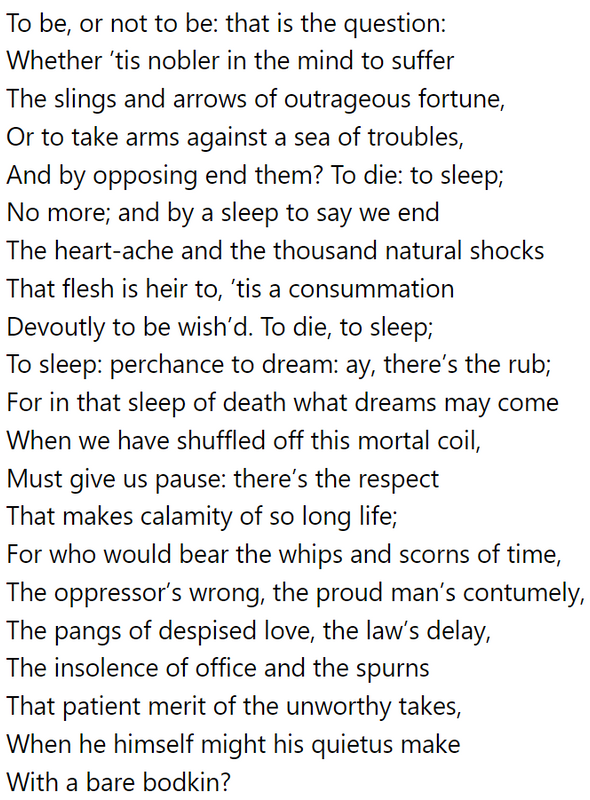 To be, or not to be: that is the question:
Whether ’tis nobler in the mind to suffer
The slings and arrows of outrageous fortune,
Or to take arms against a sea of troubles,
And by opposing end them? To die: to sleep;
No more; and by a sleep to say we end
The heart-ache and the thousand natural shocks
That flesh is heir to, ’tis a consummation
Devoutly to be wish’d. To die, to sleep;
To sleep: perchance to dream: ay, there’s the rub;
For in that sleep of death what dreams may come
When we have shuffled off this mortal coil,
Must give us pause: there’s the respect
That makes calamity of so long life;
For who would bear the whips and scorns of time,
The oppressor’s wrong, the proud man’s contumely,
The pangs of despised love, the law’s delay,
The insolence of office and the spurns
That patient merit of the unworthy takes,
When he himself might his quietus make
With a bare bodkin?